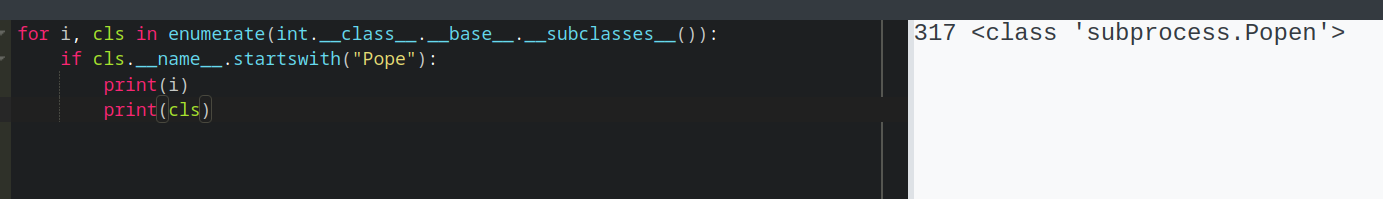 for i, cls in enumerate(int.__class__.__base__.__subclasses__()):
    if cls.__name__.startswith("Pope"):
        print(i)
        print(cls)
317 <class 'subprocess.Popen'>